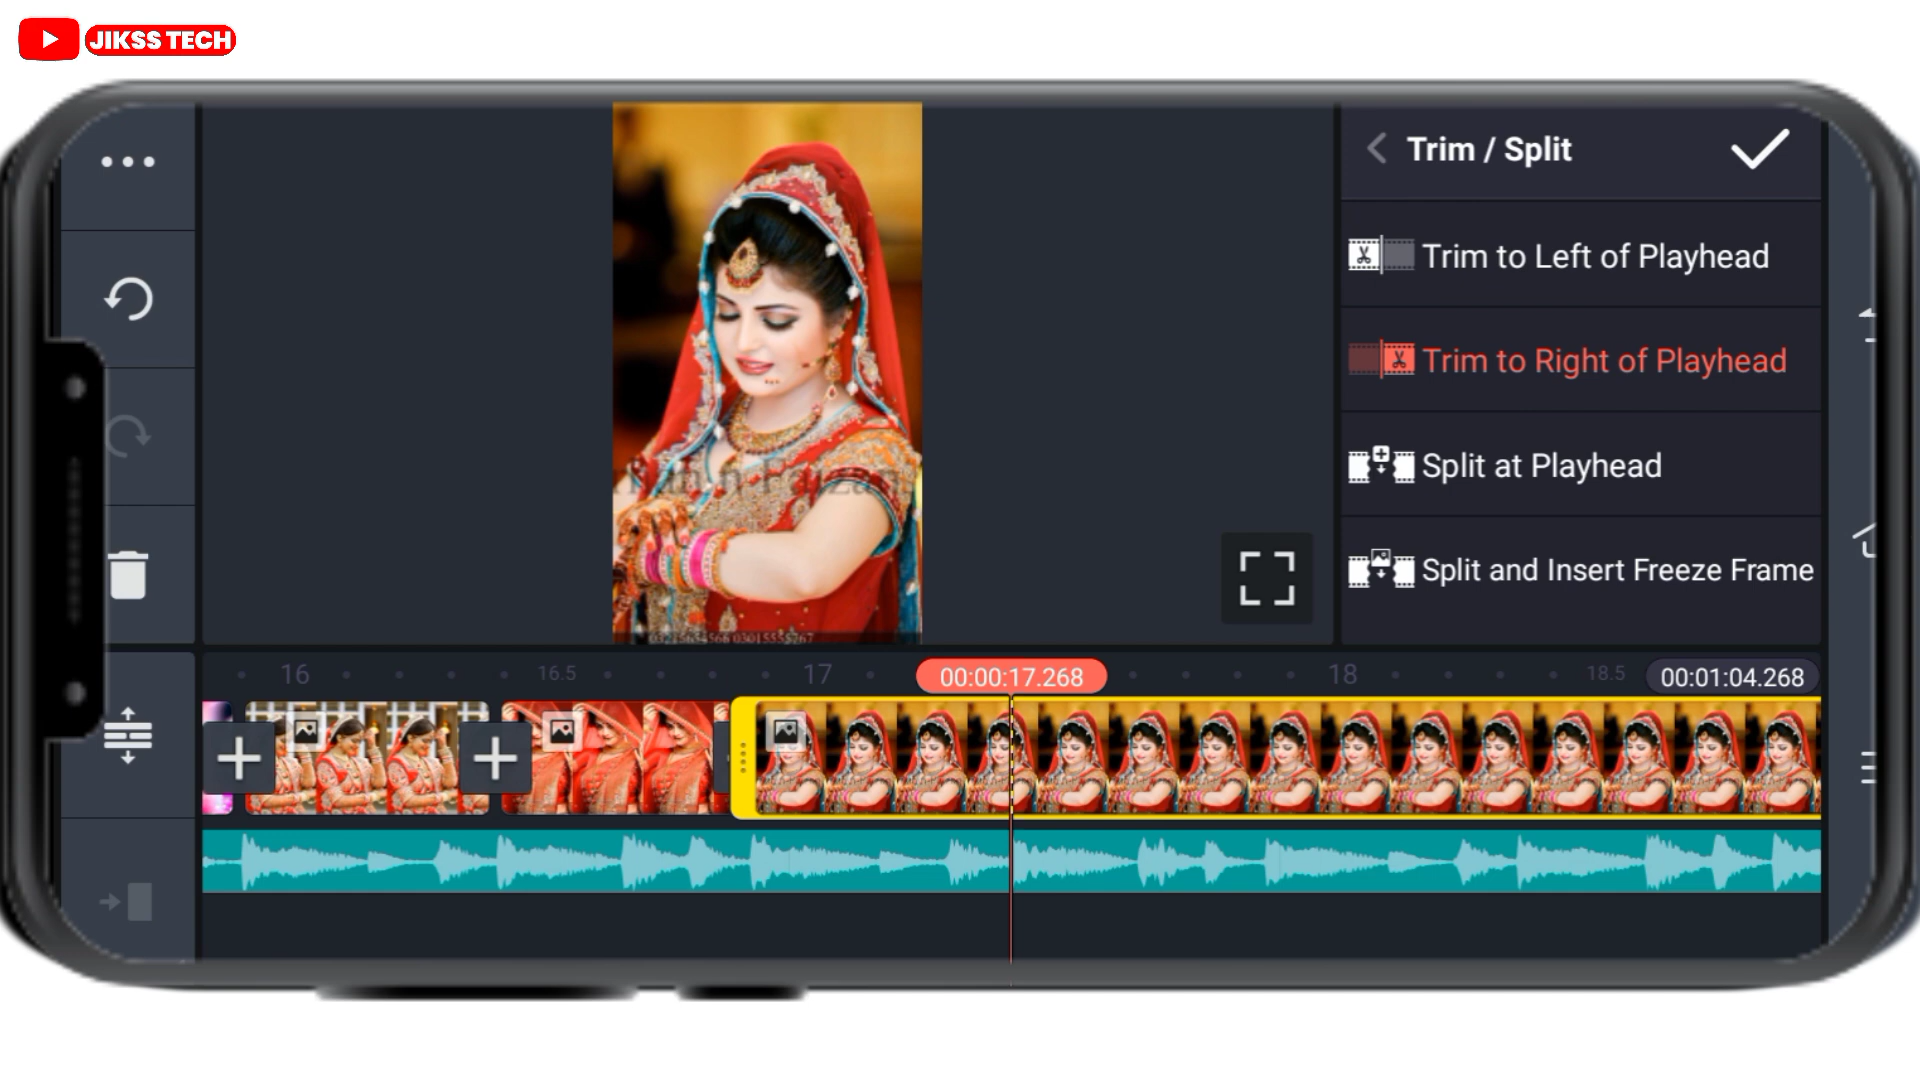 JIKSS TECH
Trim / Split
Trim to Left of Playhead
Trim to Right of Playhead
Split at Playhead
Split and Insert Freeze Frame
16
16.5
17
00:00:17.268
18
18.5
00:01:04.268